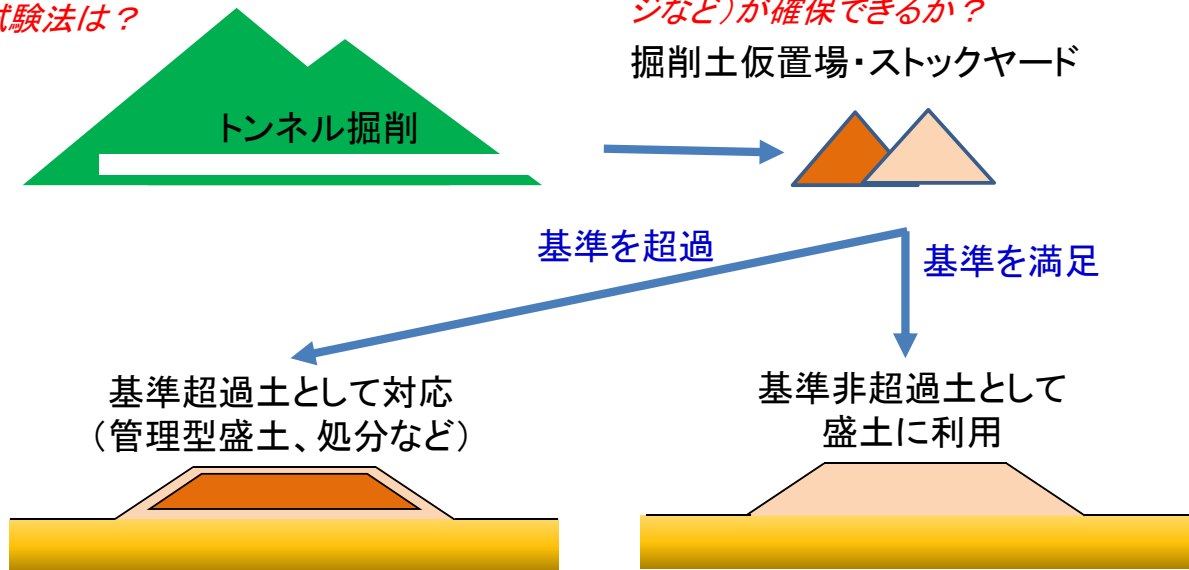 試験法は？
ジなど）が確保できるか？
掘削土仮置場・ストックヤード
トンネル掘削
基準を超過
基準を満足
基準超過土として対応
（管理型盛土、処分など）
基準非超過土として
盛土に利用